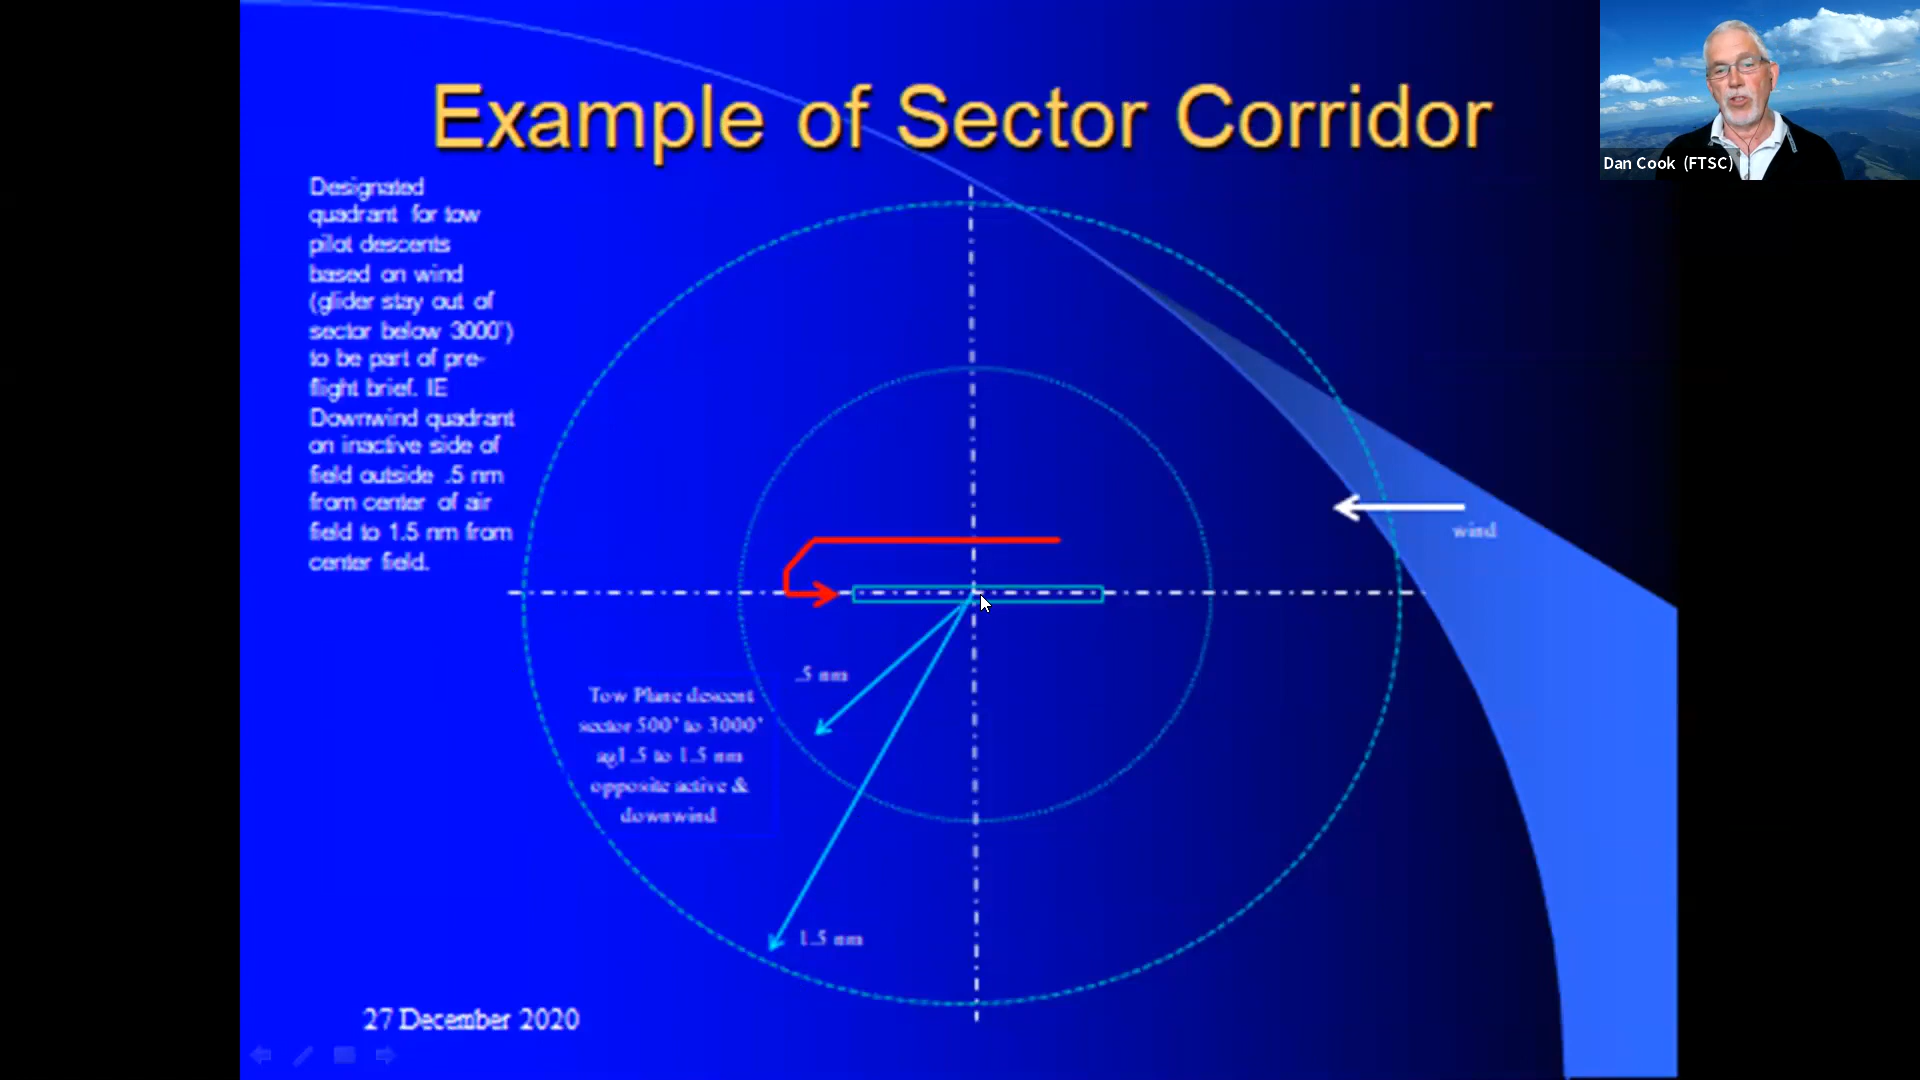 Example of Sector Corridor
Dan Cook (FTSC)
Designated
quadrant for tow
pilot descents
based on wind
(glider stay out of
sector below 3000')
to be part of pre-
flight brief. IE
Downwind quadrant
on inactive side of
field outside .5 nm
from center of air
field to 1.5 nm from
center field.
wind
.5 nm
Tow Plane descent
sector 500' to 3000'
agl .5 to 1.5 nm
opposite active &
downwind
1.5 nm
27 December 2020